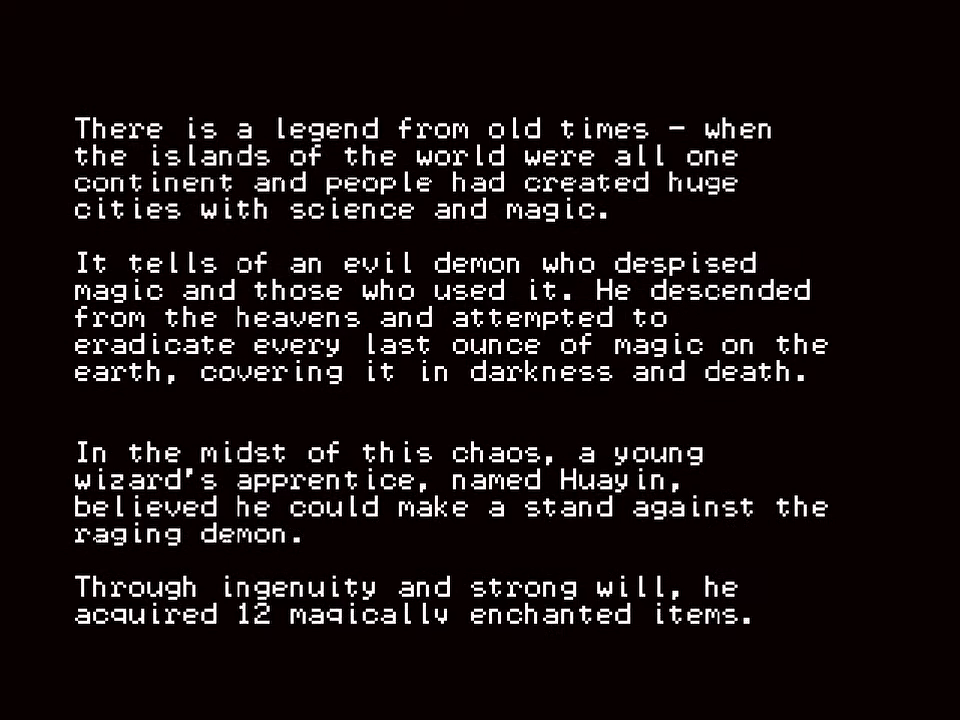 There is a legend from old times - when
the islands of the world were all one
continent and people had created huge
cities with science and magic.
It tells of an evil demon who despised
magic and those who used it. He descended
from the heavens and attempted to
eradicate every last ounce of magic on the
earth, covering it in darkness and death.
In the midst of this chaos, a young
wizard's apprentice, named Huayin,
believed he could make a stand against the
raging demon.
Through ingenuity and strong will, he
acquired 12 magically enchanted items.